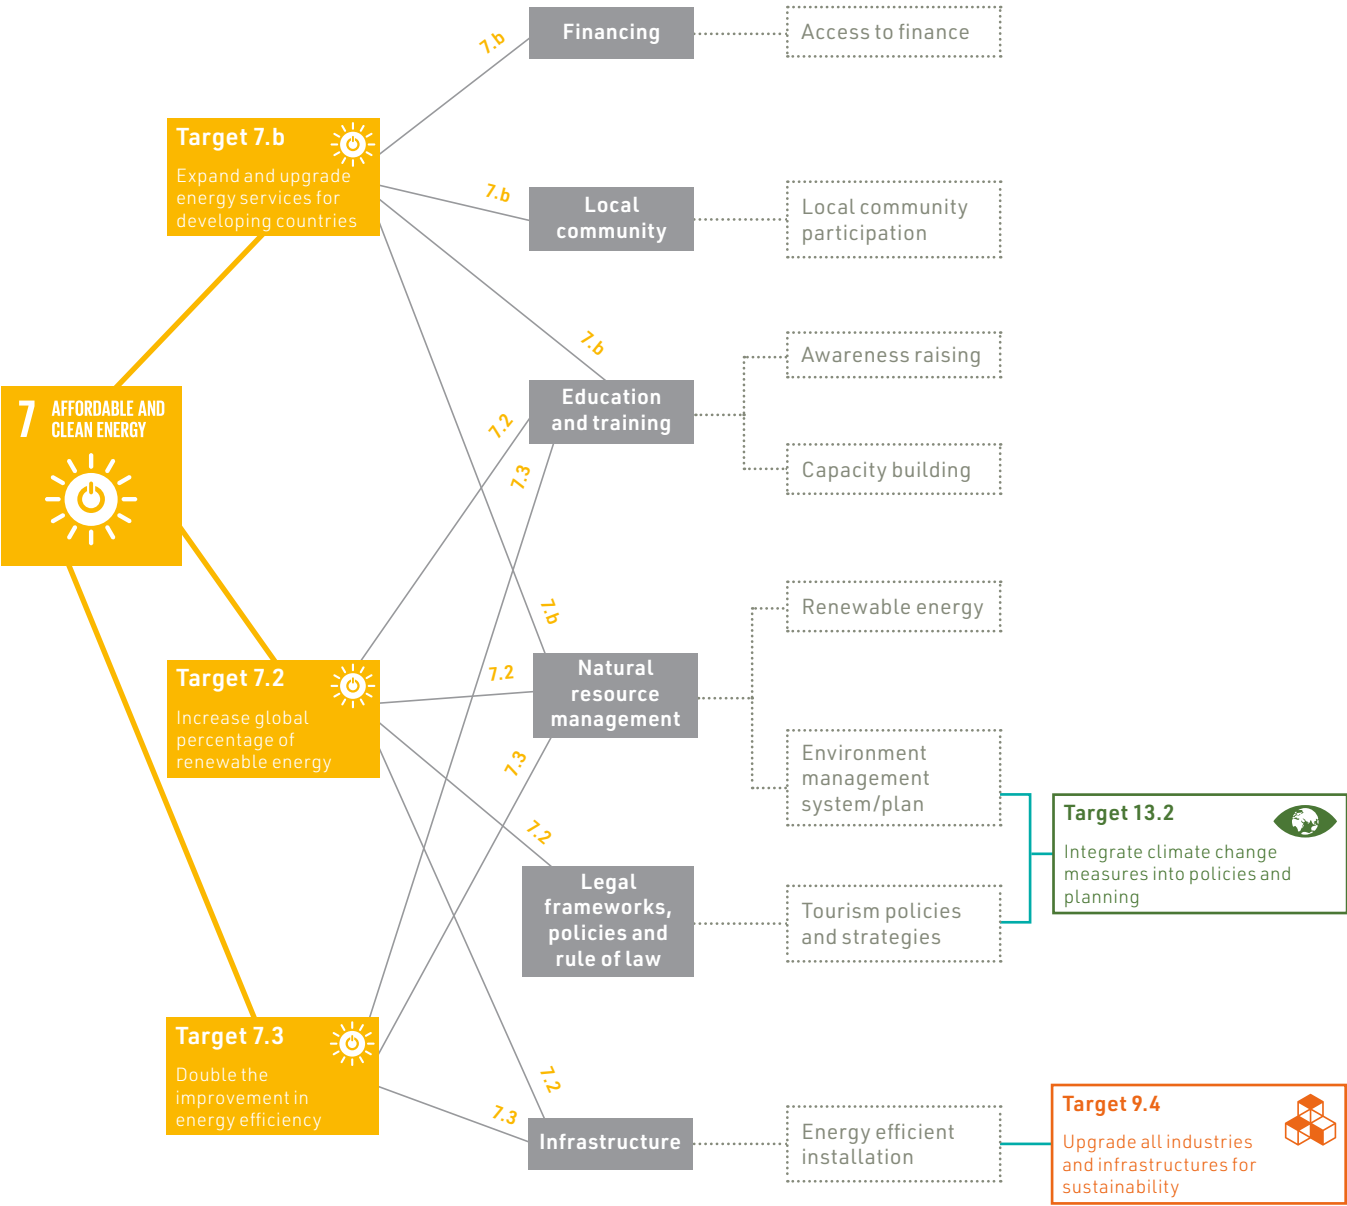 7.b
Financing
Access to finance
Target 7.b
Expand and upgrade
energy services for
developing countries
7.b
Local
community
Local community
participation
7.b
Education
and training
Awareness raising
Capacity building
7 AFFORDABLE AND
CLEAN ENERGY
7.2
7.3
7.b
7.2
7.3
Natural
resource
management
Renewable energy
Environment
management
system/plan
Target 7.2
Increase global
percentage of
renewable energy
7.2
Legal
frameworks,
policies and
rule of law
Tourism policies
and strategies
Target 13.2
Integrate climate change
measures into policies and
planning
Target 7.3
Double the
improvement in
energy efficiency
7.2
7.3
Infrastructure
Energy efficient
installation
Target 9.4
Upgrade all industries
and infrastructures for
sustainability